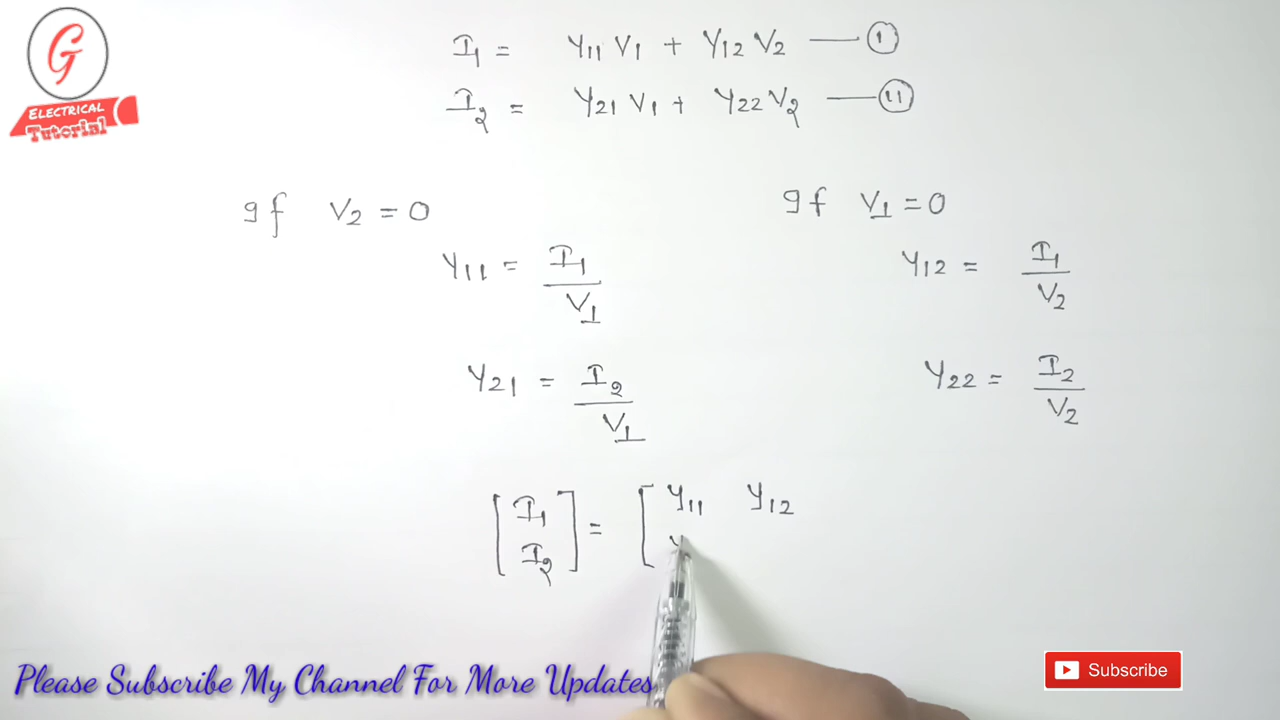 G
ELECTRICAL
Tutorial
I1 = Y11 V1 + Y12 V2 — 1
I2 = Y21 V1 + Y22 V2 — 11
If V2 = 0
Y11 = I1 / V1
Y21 = I2 / V1
If V1 = 0
Y12 = I1 / V2
Y22 = I2 / V2
[ I1 ] = [ Y11 Y12
[ I2 ] Y
Please Subscribe My Channel For More Updates
Subscribe